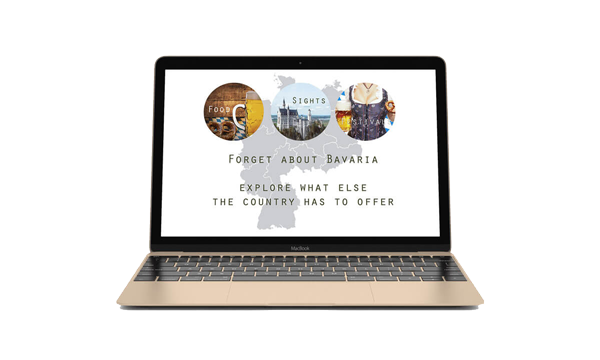 Food
Sights
Festivals
Forget about Bavaria
explore what else
the country has to offer
MacBook